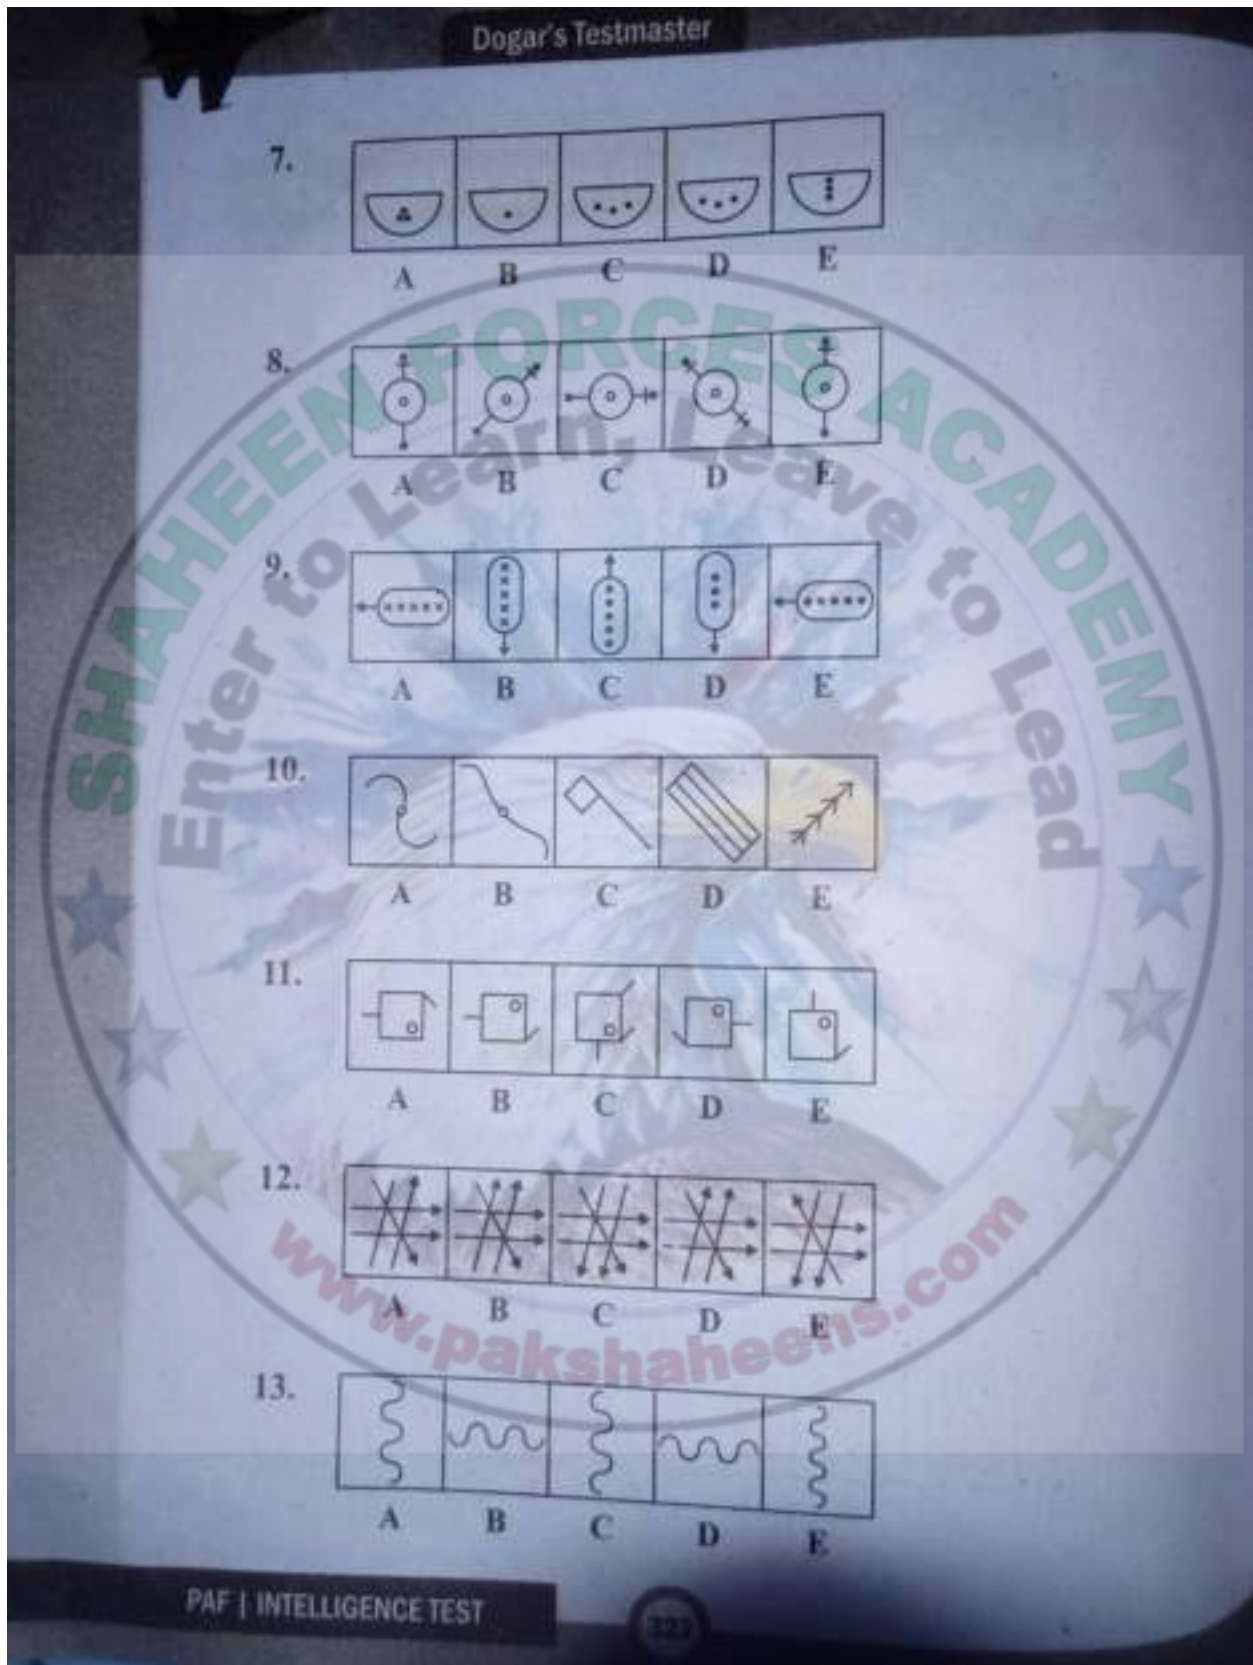 Dogar's Testmaster
7.
A B C D E
8.
A B C D E
9.
A B C D E
10.
A B C D E
11.
A B C D E
12.
A B C D E
13.
A B C D E
SHAHEEN FORCES ACADEMY
Enter to Learn, Leave to Lead
www.pakshaheens.com
PAF | INTELLIGENCE TEST
323